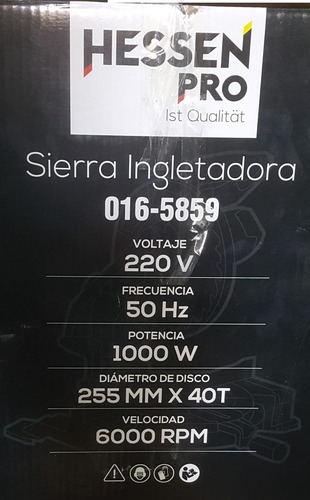 HESSEN
PRO
Ist Qualität
Sierra Ingletadora
016-5859
VOLTAJE
220 V
FRECUENCIA
50 Hz
POTENCIA
1000 W
DIÁMETRO DE DISCO
255 MM X 40T
VELOCIDAD
6000 RPM